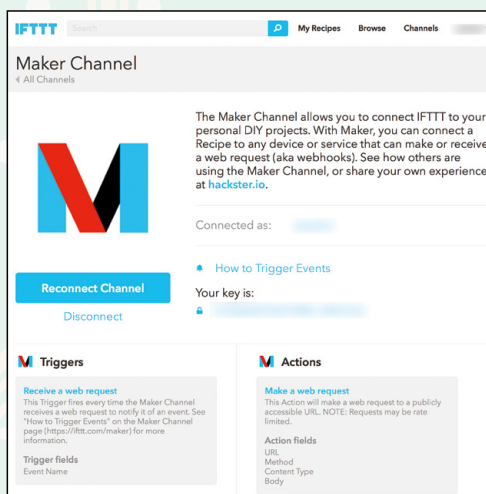 IFTTT
Search
My Recipes Browse Channels
Maker Channel
All Channels
The Maker Channel allows you to connect IFTTT to your
personal DIY projects. With Maker, you can connect a
Recipe to any device or service that can make or receive
a web request (aka webhooks). See how others are
using the Maker Channel, or share your own experience
at hackster.io.
Connected as:
Reconnect Channel
Disconnect
How to Trigger Events
Your key is:
Triggers
Receive a web request
This Trigger fires every time the Maker Channel
receives a web request to notify it of an event. See
"How to Trigger Events" on the Maker Channel
page (https://ifttt.com/maker) for more
information.
Trigger fields
Event Name
Actions
Make a web request
This Action will make a web request to a publicly
accessible URL. NOTE: Requests may be rate
limited.
Action fields
URL
Method
Content Type
Body